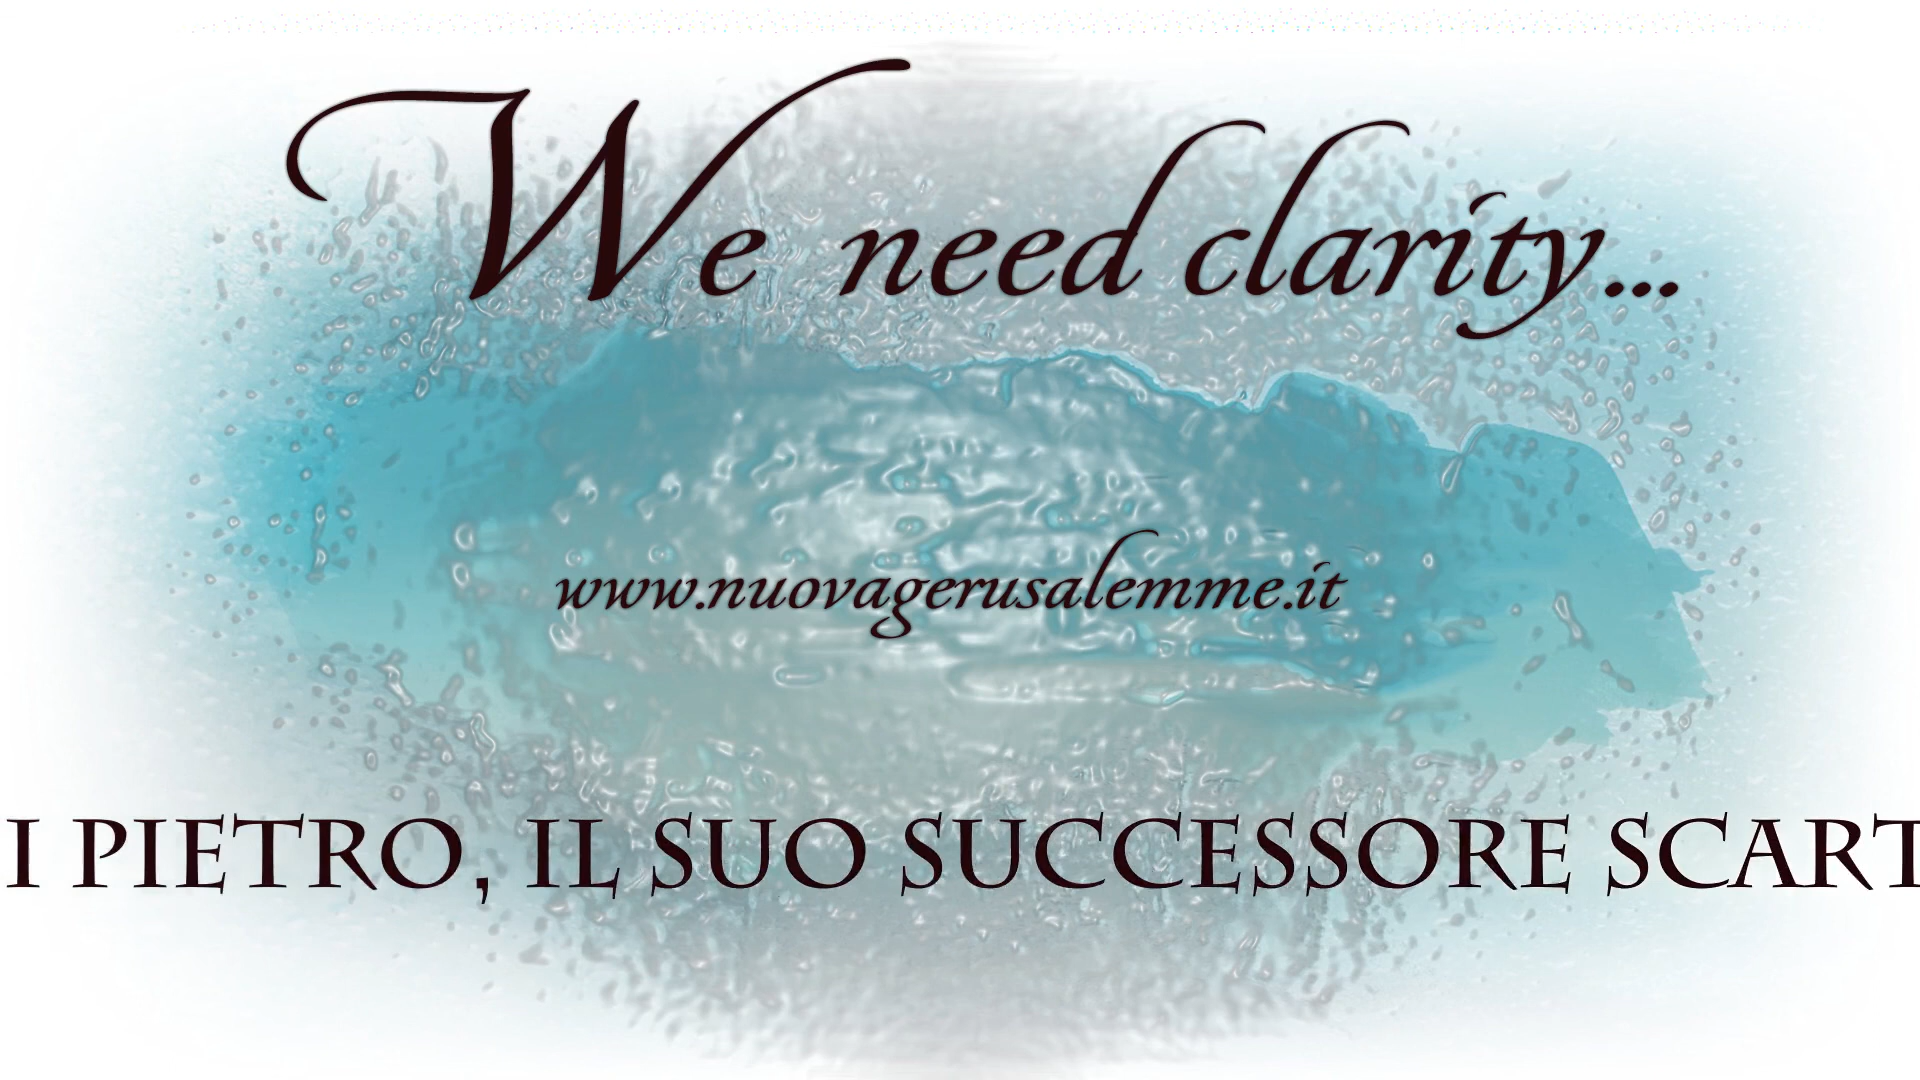 We need clarity...
www.nuovagerusalemme.it
I PIETRO, IL SUO SUCCESSORE SCART